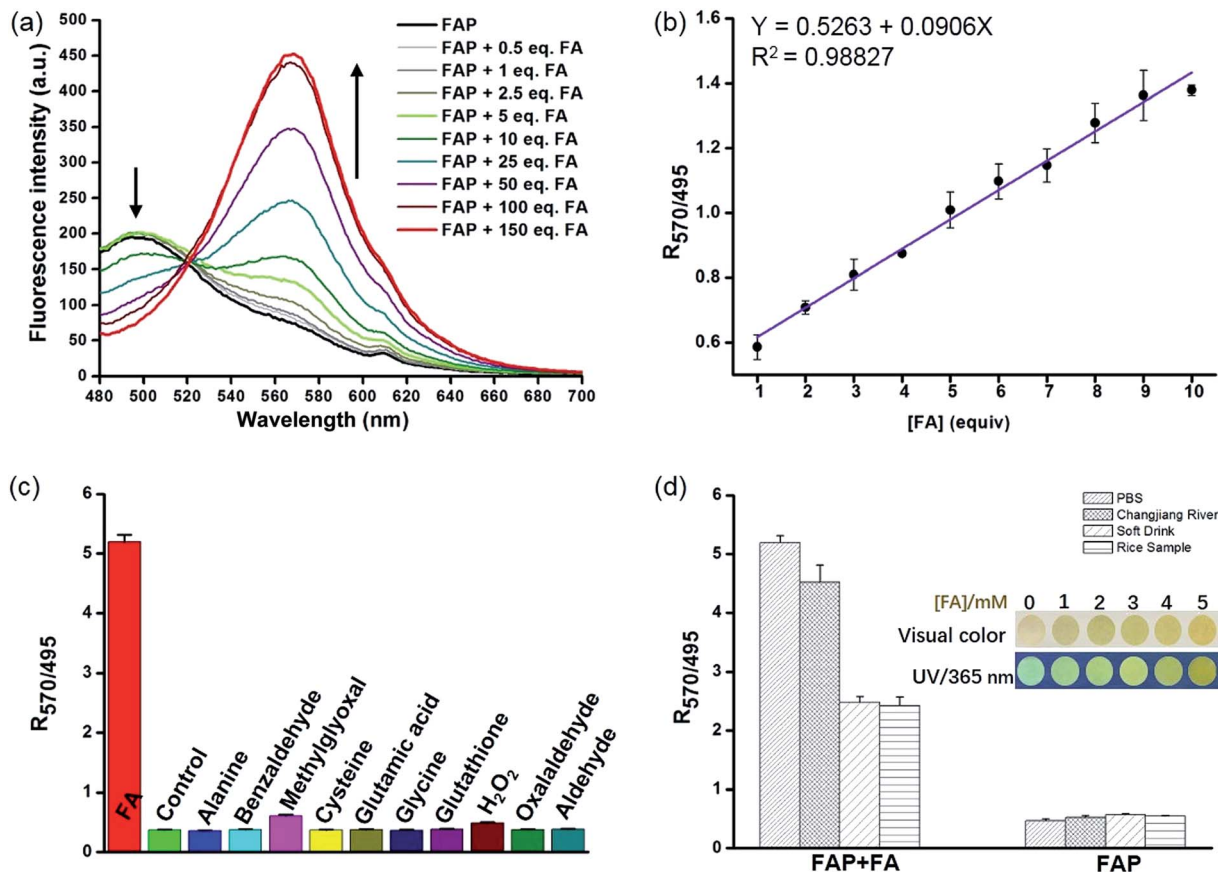 (a)
500
450
400
350
300
250
200
150
100
50
0
Fluorescence intensity (a.u.)
FAP
FAP + 0.5 eq. FA
FAP + 1 eq. FA
FAP + 2.5 eq. FA
FAP + 5 eq. FA
FAP + 10 eq. FA
FAP + 25 eq. FA
FAP + 50 eq. FA
FAP + 100 eq. FA
FAP + 150 eq. FA
480 500 520 540 560 580 600 620 640 660 680 700
Wavelength (nm)
(b)
1.6
1.4
1.2
1.0
0.8
0.6
R570/495
Y = 0.5263 + 0.0906X
R² = 0.98827
1 2 3 4 5 6 7 8 9 10
[FA] (equiv)
(c)
6
5
4
3
2
1
0
R570/495
FA
Control
Alanine
Benzaldehyde
Methylglyoxal
Cysteine
Glutamic acid
Glycine
Glutathione
H₂O₂
Oxalaldehyde
Aldehyde
(d)
6
5
4
3
2
1
0
R570/495
PBS
Changjiang River
Soft Drink
Rice Sample
[FA]/mM 0 1 2 3 4 5
Visual color
UV/365 nm
FAP+FA FAP